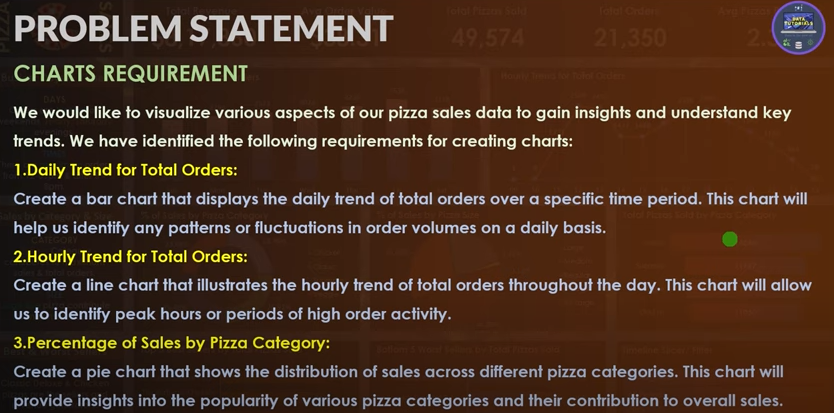 PROBLEM STATEMENT
DATA
TUTORIALS
49,574
21,350
CHARTS REQUIREMENT
We would like to visualize various aspects of our pizza sales data to gain insights and understand key
trends. We have identified the following requirements for creating charts:
1.Daily Trend for Total Orders:
Create a bar chart that displays the daily trend of total orders over a specific time period. This chart will
help us identify any patterns or fluctuations in order volumes on a daily basis.
2.Hourly Trend for Total Orders:
Create a line chart that illustrates the hourly trend of total orders throughout the day. This chart will allow
us to identify peak hours or periods of high order activity.
3.Percentage of Sales by Pizza Category:
Create a pie chart that shows the distribution of sales across different pizza categories. This chart will
provide insights into the popularity of various pizza categories and their contribution to overall sales.